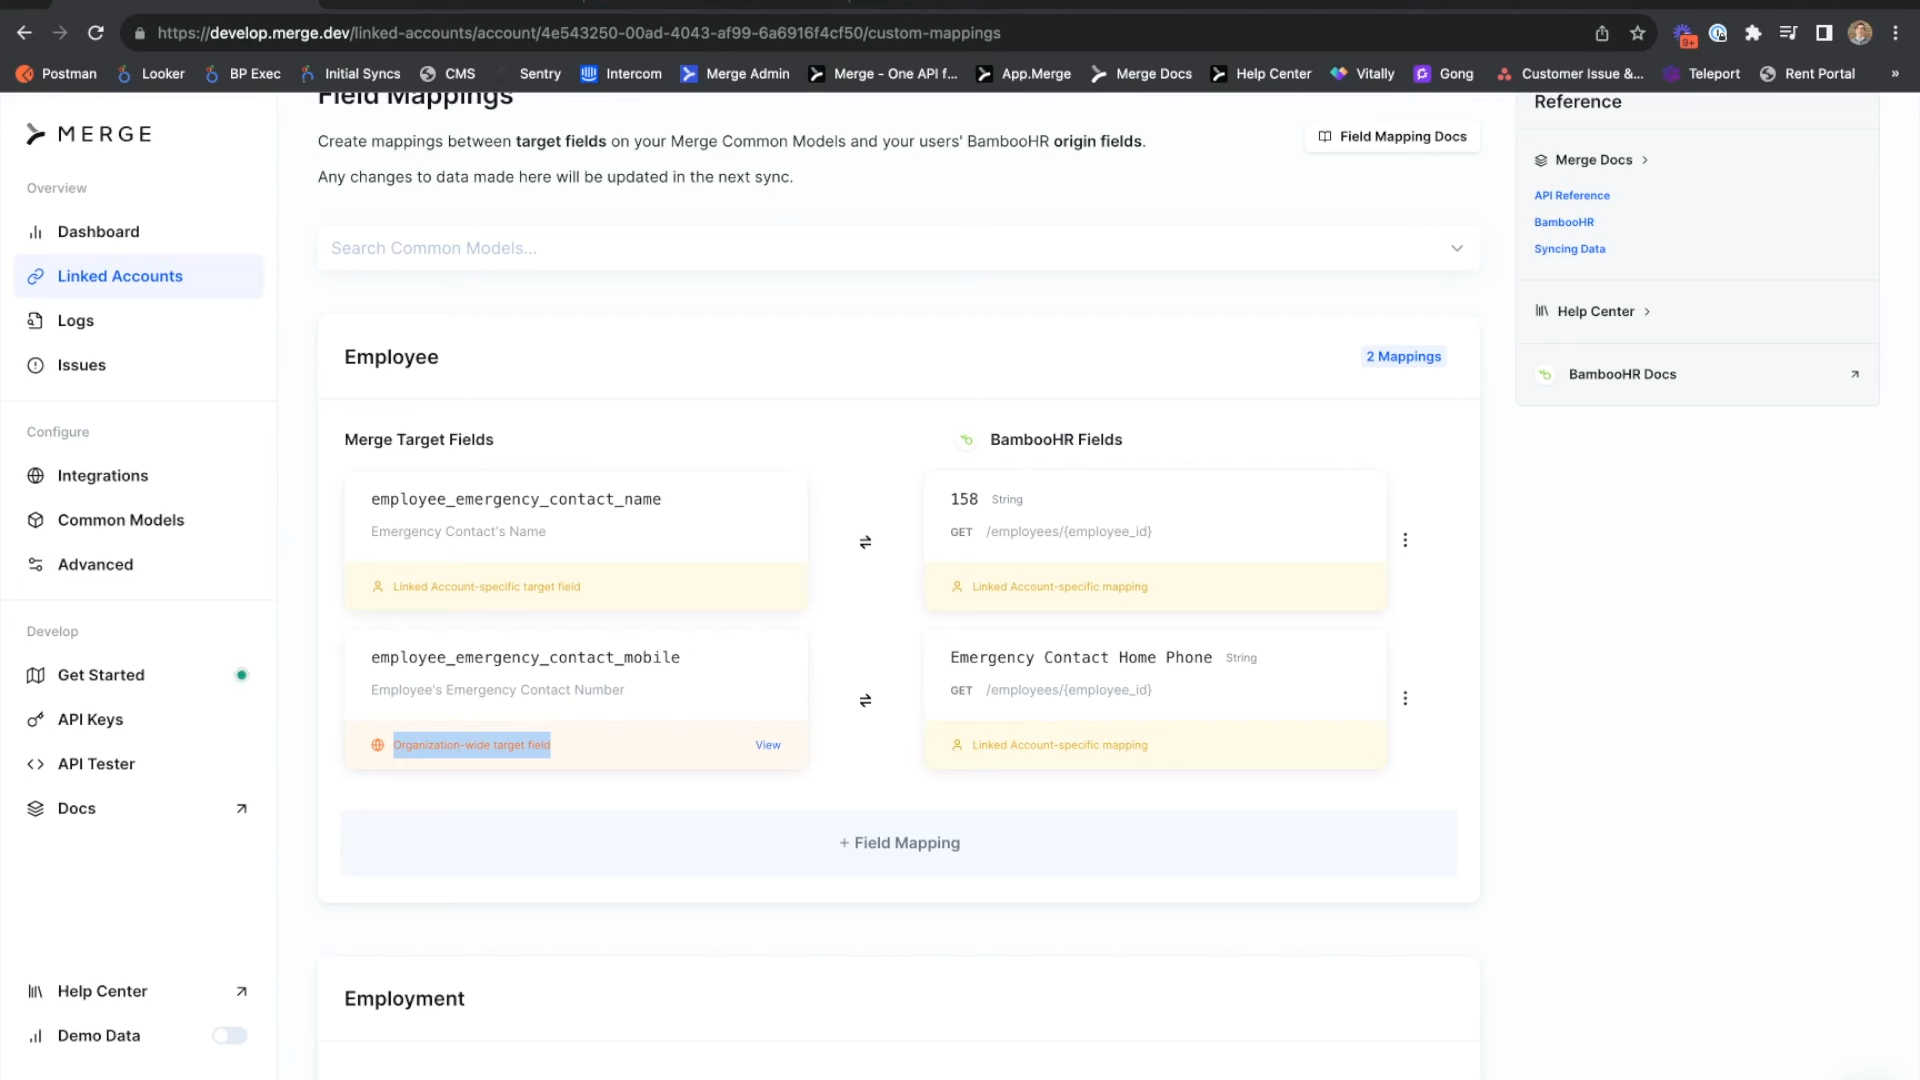 https://develop.merge.dev/linked-accounts/account/4e543250-00ad-4043-af99-6a6916f4cf50/custom-mappings
9+
Postman
Looker
BP Exec
Initial Syncs
CMS
Sentry
Intercom
Merge Admin
Merge - One API f...
App.Merge
Merge Docs
Help Center
Vitally
Gong
Customer Issue &...
Teleport
Rent Portal
»
MERGE
Overview
Dashboard
Linked Accounts
Logs
Issues
Configure
Integrations
Common Models
Advanced
Develop
Get Started
API Keys
API Tester
Docs
Help Center
Demo Data
Field Mappings
Create mappings between target fields on your Merge Common Models and your users' BambooHR origin fields.
Any changes to data made here will be updated in the next sync.
Field Mapping Docs
Search Common Models...
Employee
2 Mappings
Merge Target Fields
BambooHR Fields
employee_emergency_contact_name
Emergency Contact's Name
Linked Account-specific target field
158 String
GET /employees/{employee_id}
Linked Account-specific mapping
employee_emergency_contact_mobile
Employee's Emergency Contact Number
Organization-wide target field
View
Emergency Contact Home Phone String
GET /employees/{employee_id}
Linked Account-specific mapping
+ Field Mapping
Employment
Reference
Merge Docs
API Reference
BambooHR
Syncing Data
Help Center
BambooHR Docs